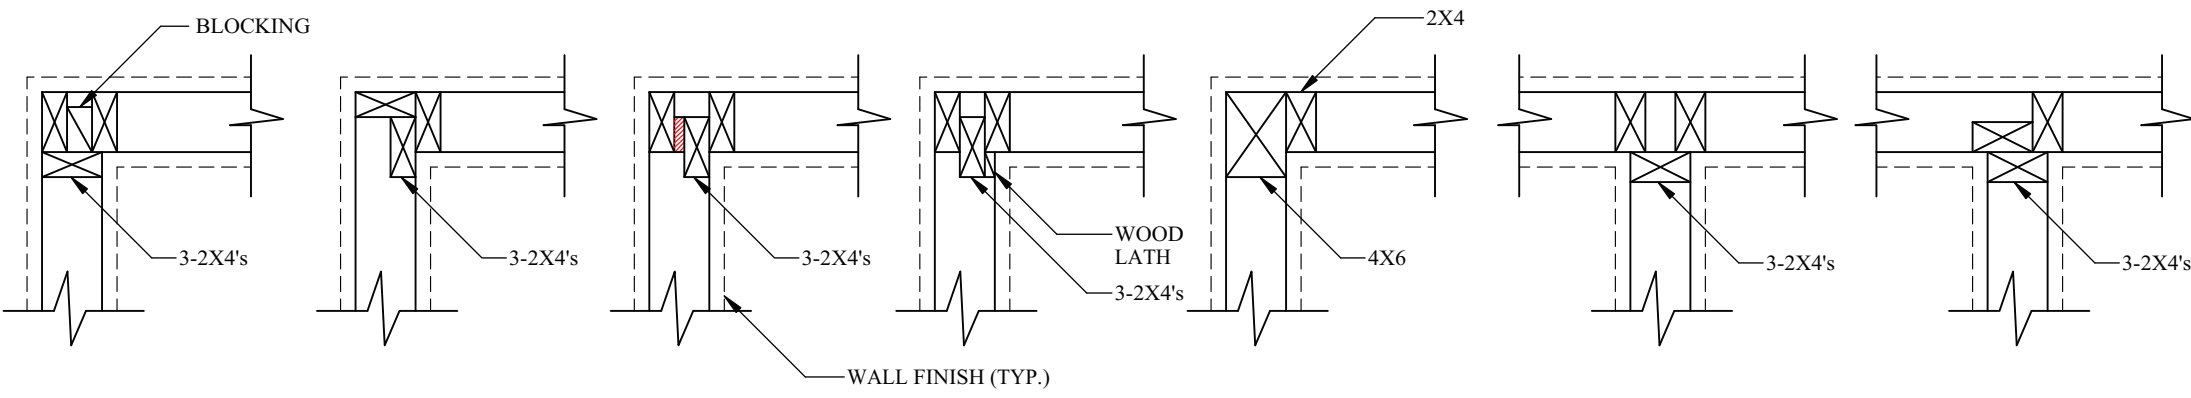 BLOCKING
3-2X4's
3-2X4's
3-2X4's
WALL FINISH (TYP.)
WOOD
LATH
3-2X4's
2X4
4X6
3-2X4's
3-2X4's